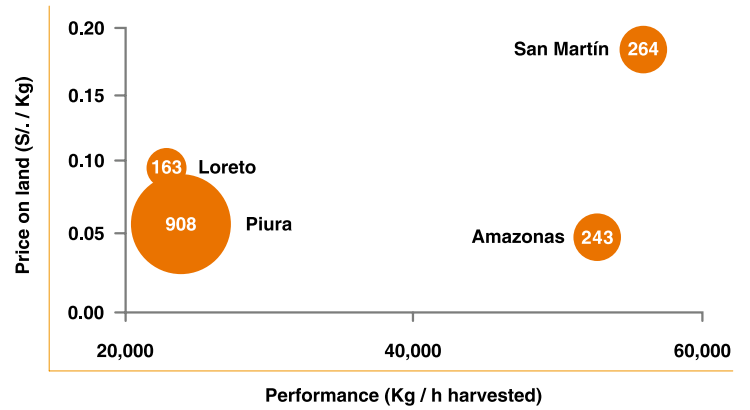 Price on land (S/. / Kg)
0.20
0.15
0.10
0.05
0.00
San Martín
264
163
Loreto
908
Piura
Amazonas
243
20,000
40,000
60,000
Performance (Kg / h harvested)